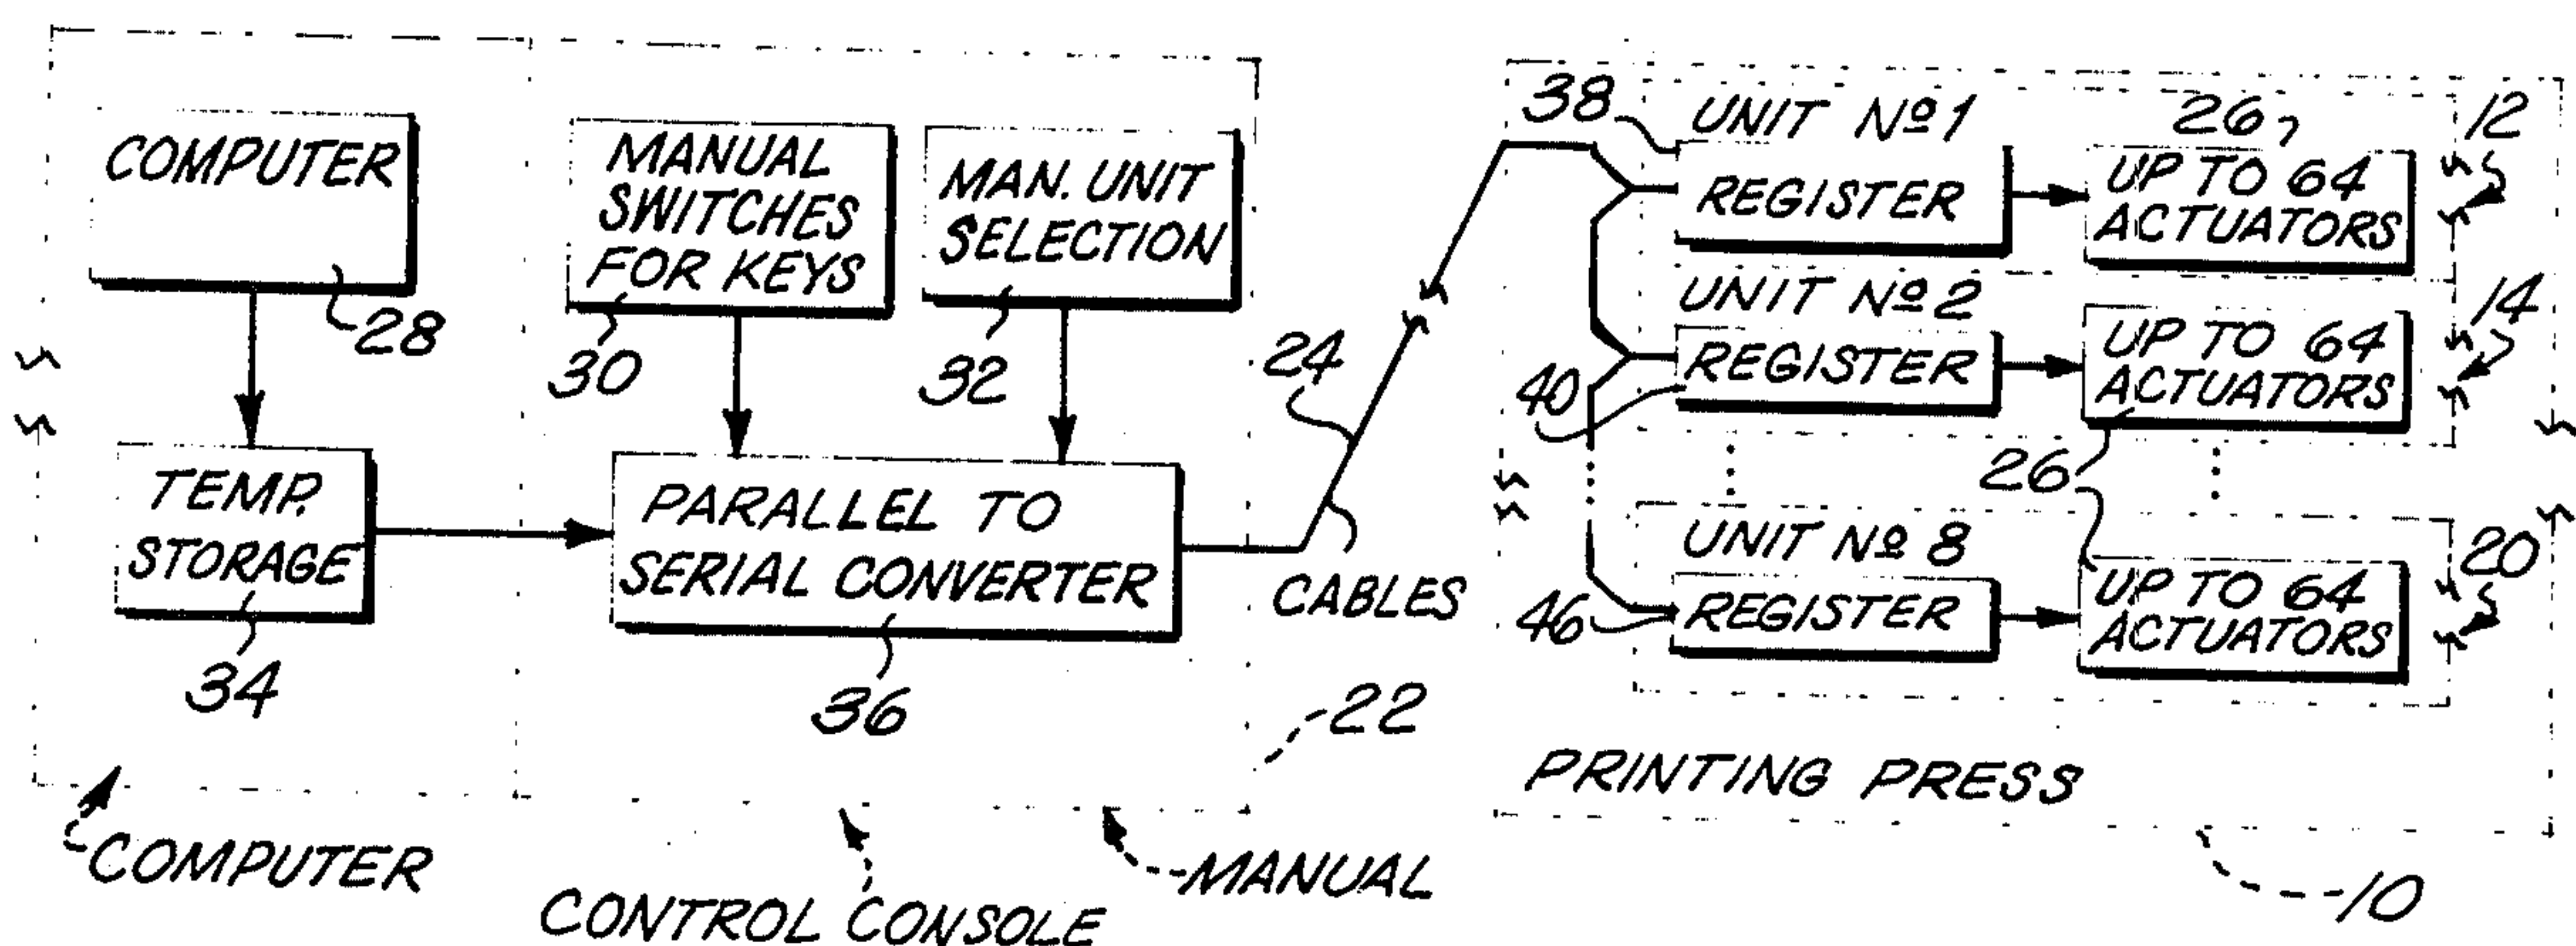 COMPUTER
28
MANUAL
SWITCHES
FOR KEYS
30
MAN. UNIT
SELECTION
32
TEMP.
STORAGE
34
PARALLEL TO
SERIAL CONVERTER
36
24
CABLES
22
COMPUTER
CONTROL CONSOLE
MANUAL
38
UNIT Nº1
REGISTER
26
UP TO 64
ACTUATORS
12
UNIT Nº2
40
REGISTER
UP TO 64
ACTUATORS
14
26
UNIT Nº 8
46
REGISTER
UP TO 64
ACTUATORS
20
PRINTING PRESS
10